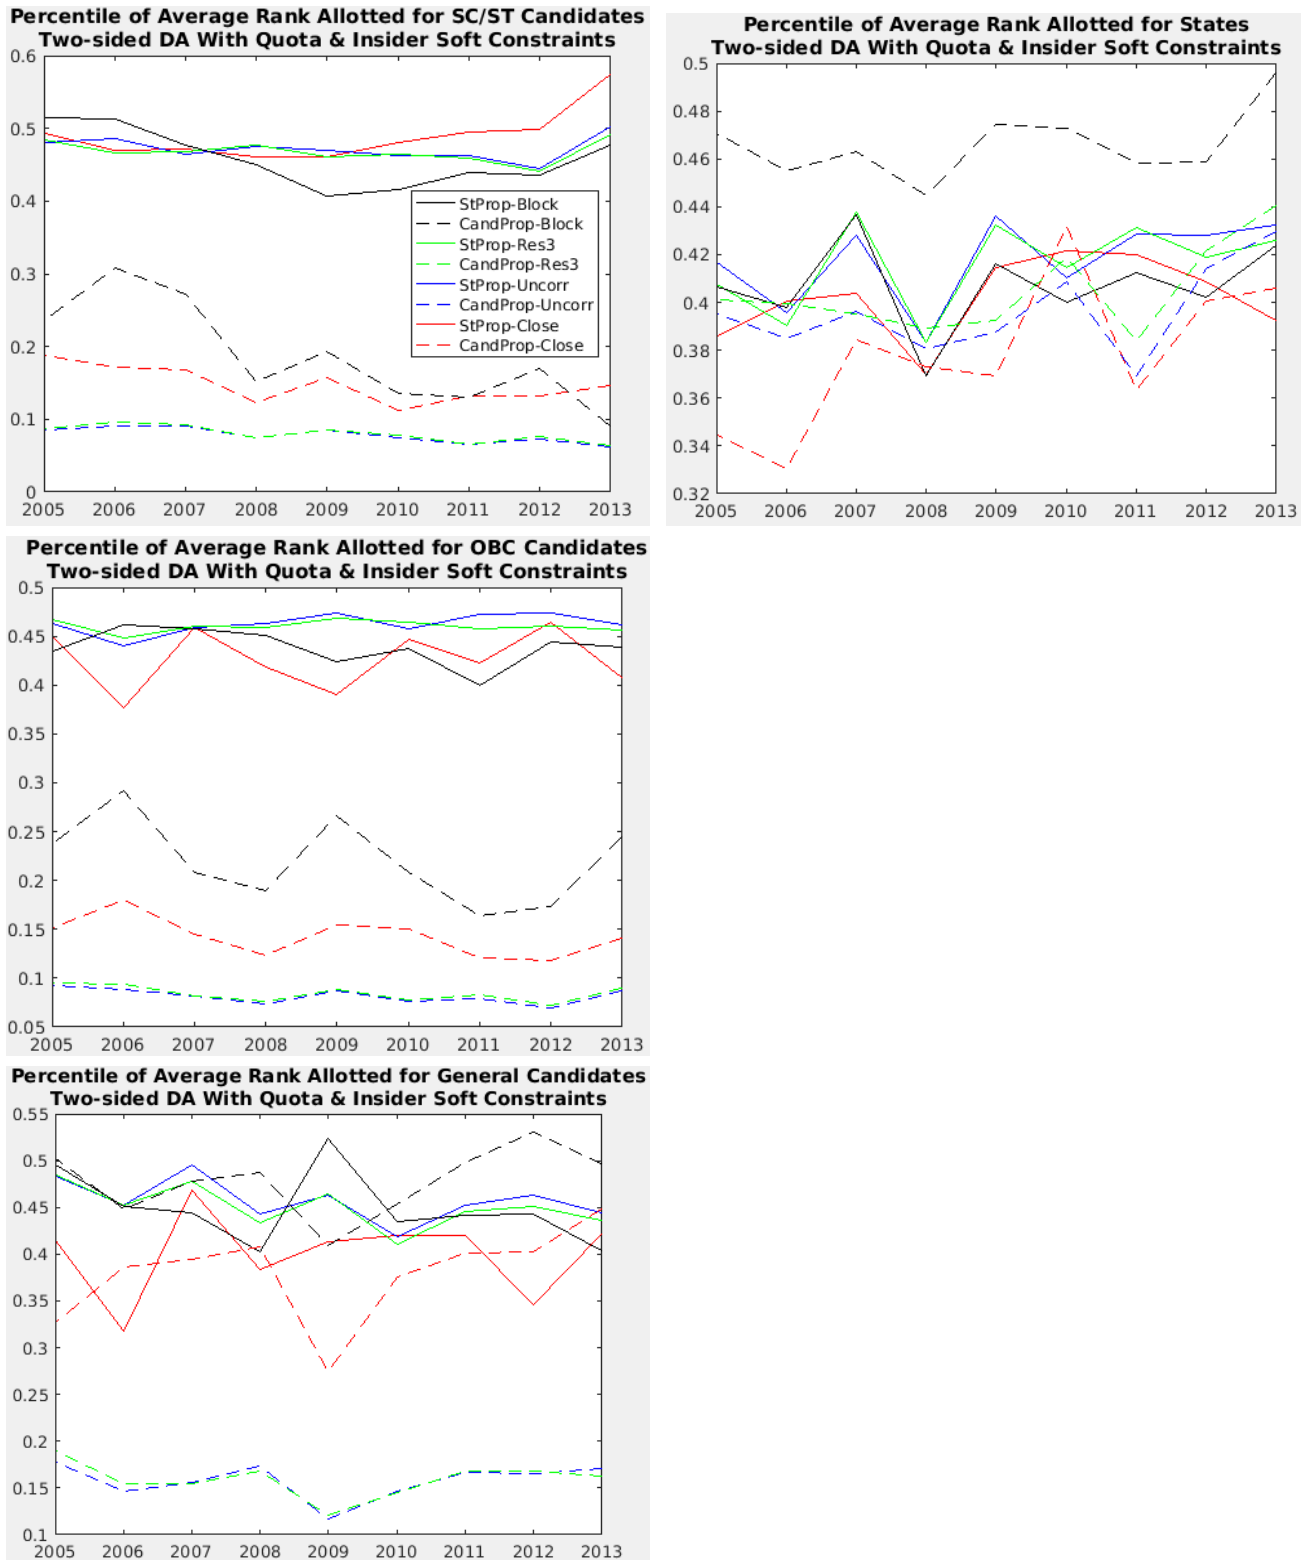 Percentile of Average Rank Allotted for SC/ST Candidates
Two-sided DA With Quota & Insider Soft Constraints
0.6
0.5
0.4
0.3
0.2
0.1
0
2005 2006 2007 2008 2009 2010 2011 2012 2013
StProp-Block
CandProp-Block
StProp-Res3
CandProp-Res3
StProp-Uncorr
CandProp-Uncorr
StProp-Close
CandProp-Close
Percentile of Average Rank Allotted for States
Two-sided DA With Quota & Insider Soft Constraints
0.5
0.48
0.46
0.44
0.42
0.4
0.38
0.36
0.34
0.32
2005 2006 2007 2008 2009 2010 2011 2012 2013
Percentile of Average Rank Allotted for OBC Candidates
Two-sided DA With Quota & Insider Soft Constraints
0.5
0.45
0.4
0.35
0.3
0.25
0.2
0.15
0.1
0.05
2005 2006 2007 2008 2009 2010 2011 2012 2013
Percentile of Average Rank Allotted for General Candidates
Two-sided DA With Quota & Insider Soft Constraints
0.55
0.5
0.45
0.4
0.35
0.3
0.25
0.2
0.15
0.1
2005 2006 2007 2008 2009 2010 2011 2012 2013